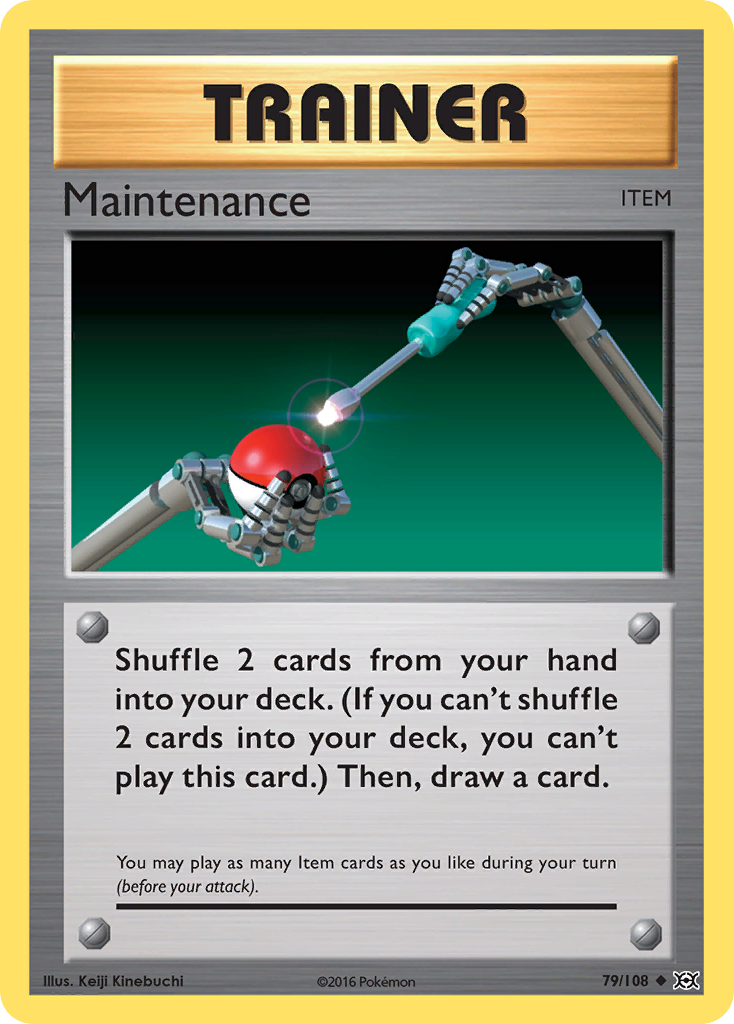 TRAINER
Maintenance
ITEM
Shuffle 2 cards from your hand
into your deck. (If you can't shuffle
2 cards into your deck, you can't
play this card.) Then, draw a card.
You may play as many Item cards as you like during your turn
(before your attack).
Illus. Keiji Kinebuchi
©2016 Pokémon
79/108